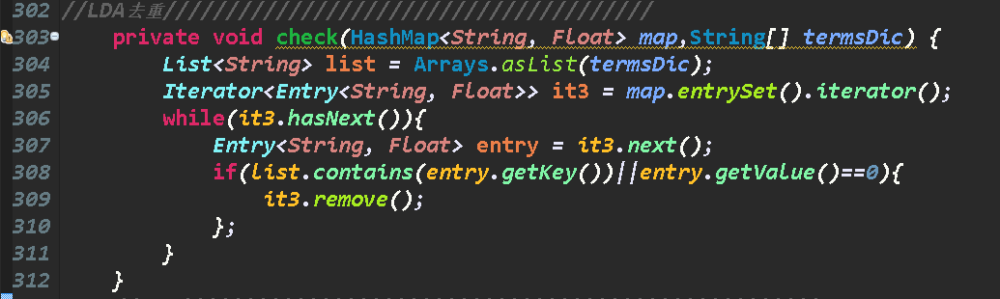 302 //LDA去重//////////////////////////////////////
303 private void check(HashMap<String, Float> map,String[] termsDic) {
304 List<String> list = Arrays.asList(termsDic);
305 Iterator<Entry<String, Float>> it3 = map.entrySet().iterator();
306 while(it3.hasNext()){
307 Entry<String, Float> entry = it3.next();
308 if(list.contains(entry.getKey())||entry.getValue()==0){
309 it3.remove();
310 };
311 }
312 }